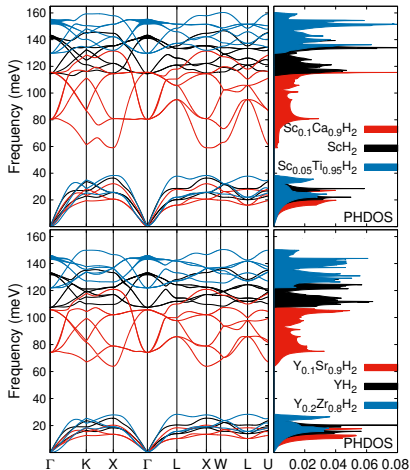 160
140
120
100
80
60
40
20
0
Frequency (meV)
Sc0.1Ca0.9H2
ScH2
Sc0.05Ti0.95H2
PHDOS
160
140
120
100
80
60
40
20
0
Frequency (meV)
Y0.1Sr0.9H2
YH2
Y0.2Zr0.8H2
PHDOS
Γ K X Γ L X W L U
0.02 0.04 0.06 0.08